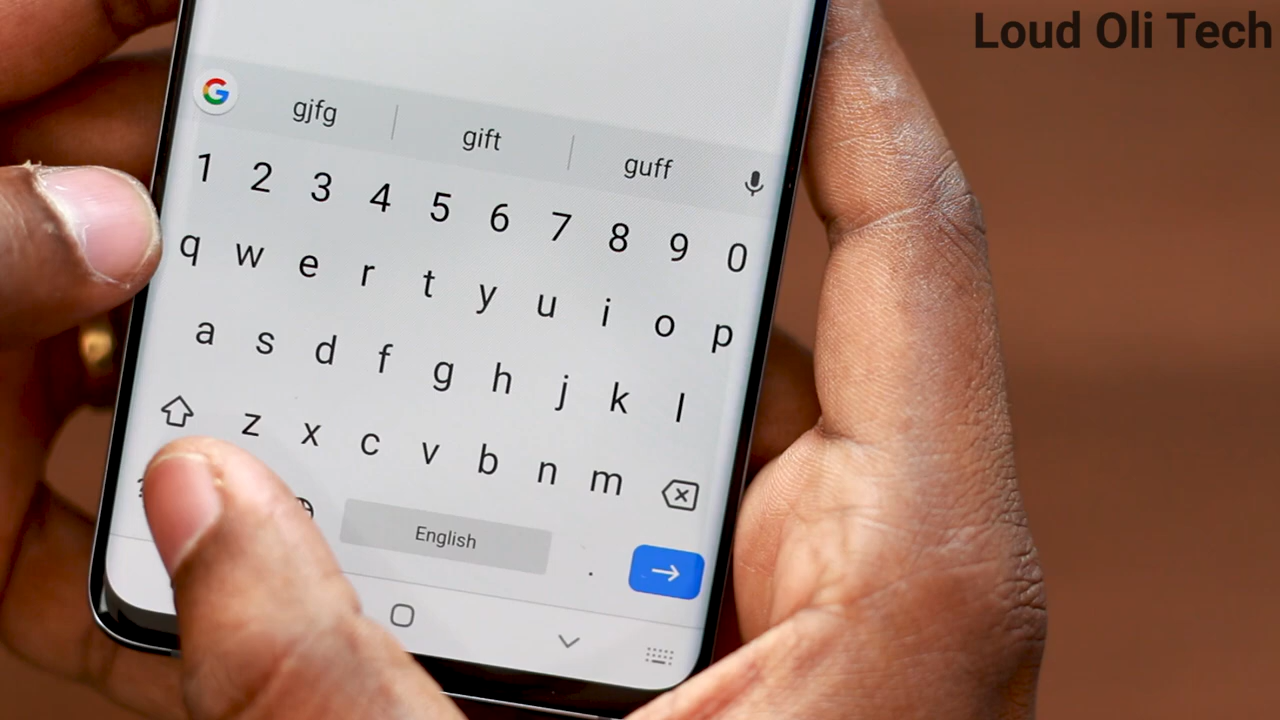 Loud Oli Tech
G gjfg gift guff
1 2 3 4 5 6 7 8 9 0
q w e r t y u i o p
a s d f g h j k l
z x c v b n m
English .